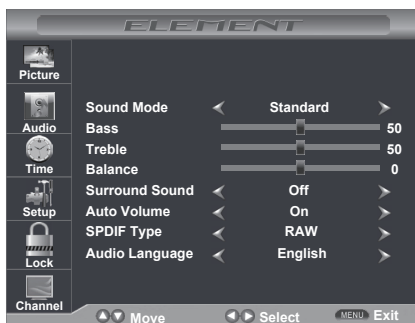 ELEMENT
Picture
Audio
Time
Setup
Lock
Channel
Sound Mode Standard
Bass 50
Treble 50
Balance 0
Surround Sound Off
Auto Volume On
SPDIF Type RAW
Audio Language English
Move Select MENU Exit